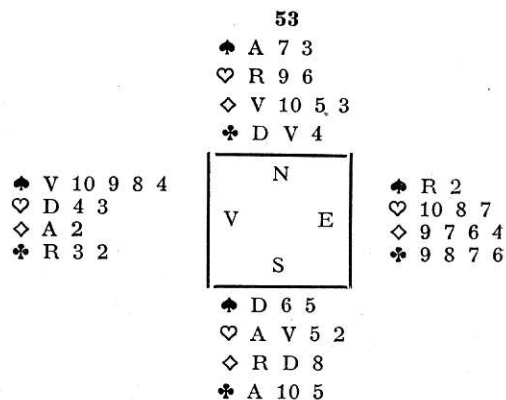 53
♠ A 7 3
♡ R 9 6
◇ V 10 5 3
♣ D V 4
♠ V 10 9 8 4
♡ D 4 3
◇ A 2
♣ R 3 2
N
V E
S
♠ R 2
♡ 10 8 7
◇ 9 7 6 4
♣ 9 8 7 6
♠ D 6 5
♡ A V 5 2
◇ R D 8
♣ A 10 5